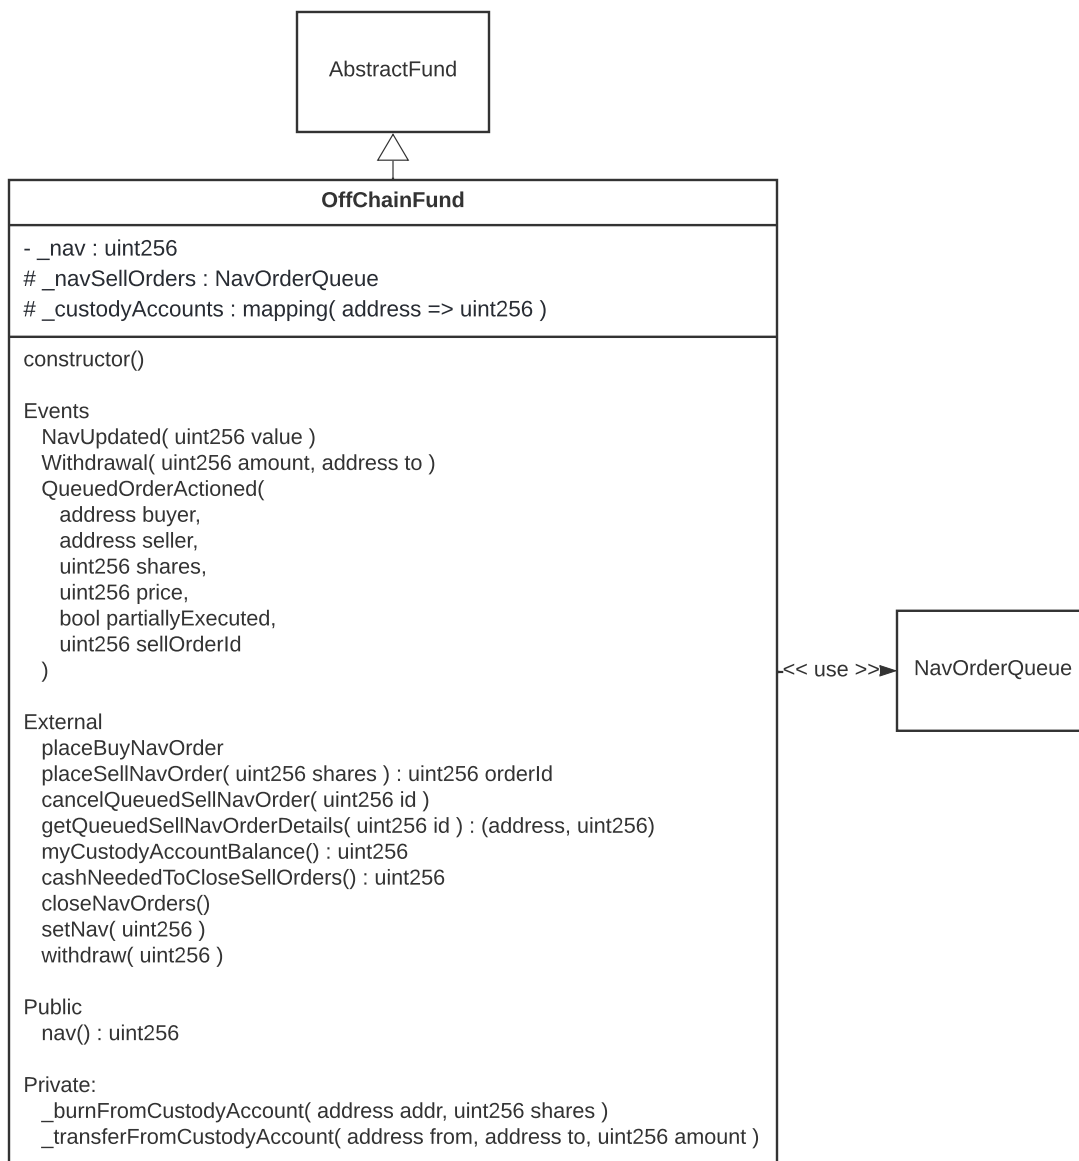 AbstractFund
OffChainFund
- _nav : uint256
# _navSellOrders : NavOrderQueue
# _custodyAccounts : mapping( address => uint256 )
constructor()
Events
NavUpdated( uint256 value )
Withdrawal( uint256 amount, address to )
QueuedOrderActioned(
address buyer,
address seller,
uint256 shares,
uint256 price,
bool partiallyExecuted,
uint256 sellOrderId
)
External
placeBuyNavOrder
placeSellNavOrder( uint256 shares ) : uint256 orderId
cancelQueuedSellNavOrder( uint256 id )
getQueuedSellNavOrderDetails( uint256 id ) : (address, uint256)
myCustodyAccountBalance() : uint256
cashNeededToCloseSellOrders() : uint256
closeNavOrders()
setNav( uint256 )
withdraw( uint256 )
Public
nav() : uint256
Private:
_burnFromCustodyAccount( address addr, uint256 shares )
_transferFromCustodyAccount( address from, address to, uint256 amount )
<< use >>
NavOrderQueue